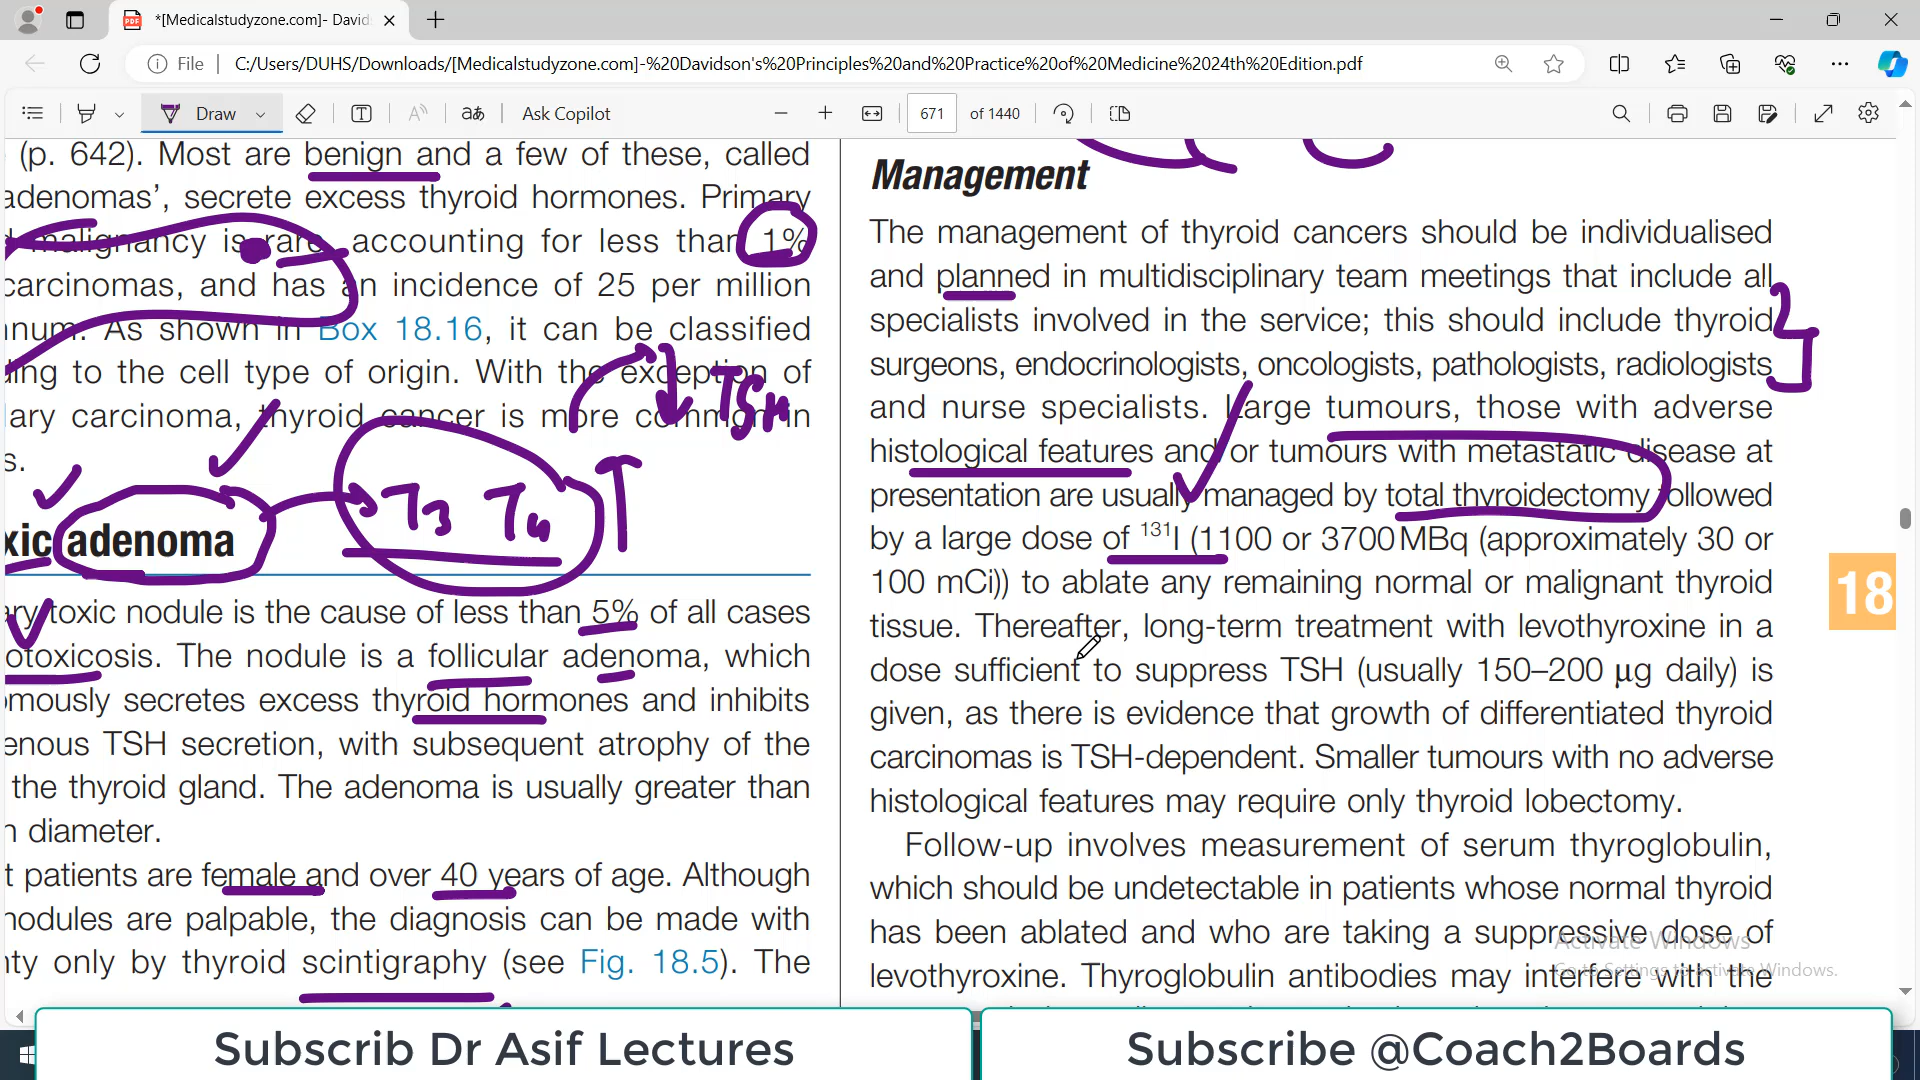 *[Medicalstudyzone.com]- David
File
C:/Users/DUHS/Downloads/[Medicalstudyzone.com]-%20Davidson's%20Principles%20and%20Practice%20of%20Medicine%2024th%20Edition.pdf
Draw
Ask Copilot
671
of 1440
(p. 642). Most are benign and a few of these, called
adenomas’, secrete excess thyroid hormones. Primary
malignancy is rare, accounting for less than 1%
carcinomas, and has an incidence of 25 per million
num. As shown in Box 18.16, it can be classified
ding to the cell type of origin. With the exception of
lary carcinoma, thyroid cancer is more common in
s.
TSH
T3 T4
xic adenoma
ary toxic nodule is the cause of less than 5% of all cases
otoxicosis. The nodule is a follicular adenoma, which
omously secretes excess thyroid hormones and inhibits
enous TSH secretion, with subsequent atrophy of the
the thyroid gland. The adenoma is usually greater than
n diameter.
t patients are female and over 40 years of age. Although
nodules are palpable, the diagnosis can be made with
nty only by thyroid scintigraphy (see Fig. 18.5). The
Management
The management of thyroid cancers should be individualised
and planned in multidisciplinary team meetings that include all
specialists involved in the service; this should include thyroid
surgeons, endocrinologists, oncologists, pathologists, radiologists
and nurse specialists. Large tumours, those with adverse
histological features and/or tumours with metastatic disease at
presentation are usually managed by total thyroidectomy followed
by a large dose of 131I (1100 or 3700 MBq (approximately 30 or
100 mCi)) to ablate any remaining normal or malignant thyroid
tissue. Thereafter, long-term treatment with levothyroxine in a
dose sufficient to suppress TSH (usually 150–200 µg daily) is
given, as there is evidence that growth of differentiated thyroid
carcinomas is TSH-dependent. Smaller tumours with no adverse
histological features may require only thyroid lobectomy.
Follow-up involves measurement of serum thyroglobulin,
which should be undetectable in patients whose normal thyroid
has been ablated and who are taking a suppressive dose of
levothyroxine. Thyroglobulin antibodies may interfere with the
18
Activate Windows
Go to Settings to activate Windows.
Subscrib Dr Asif Lectures
Subscribe @Coach2Boards